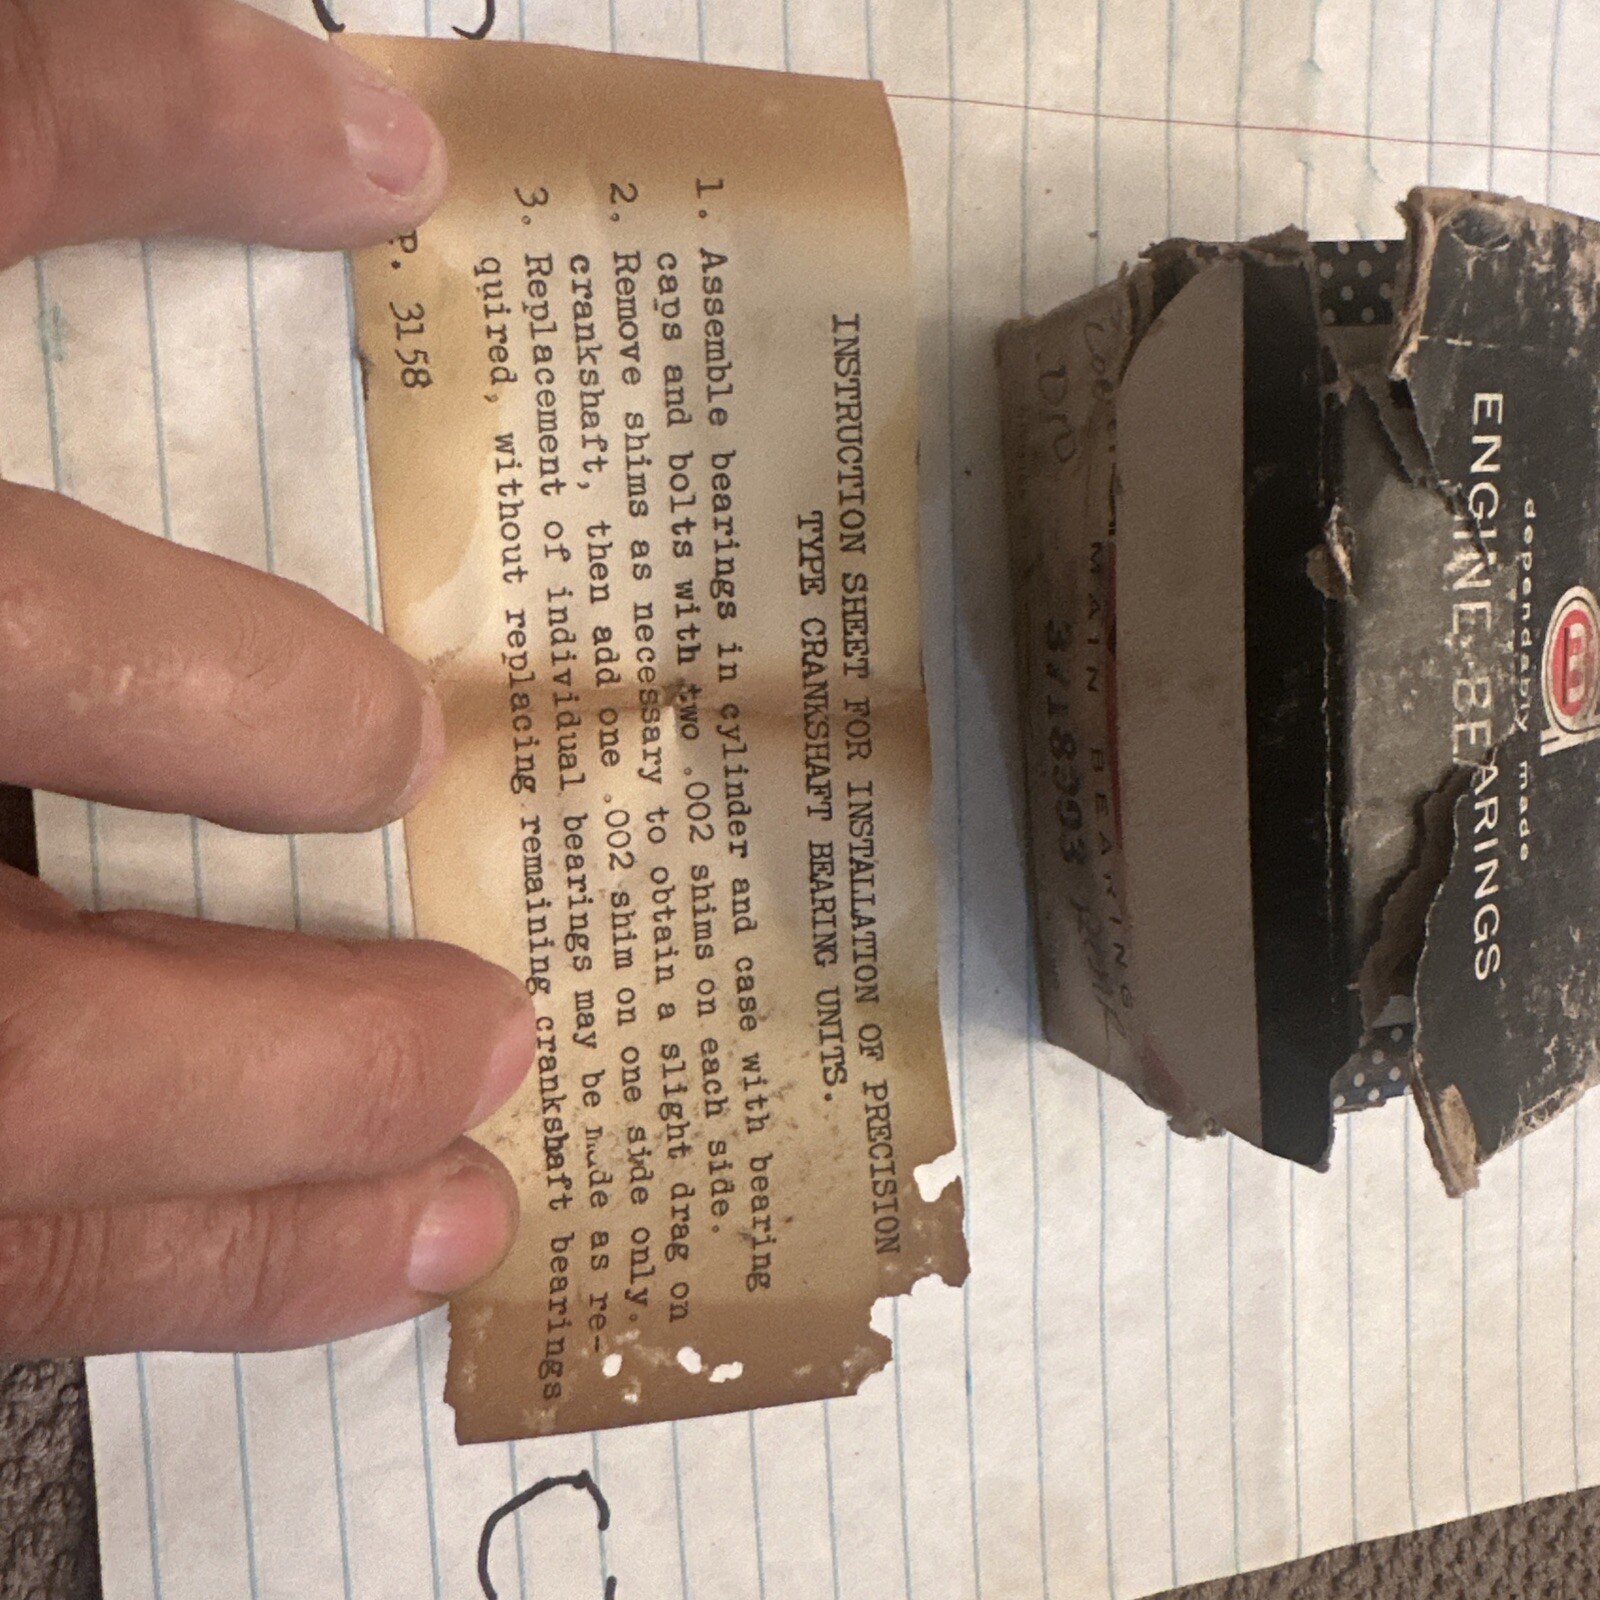 INSTRUCTION SHEET FOR INSTALLATION OF PRECISION
TYPE CRANKSHAFT BEARING UNITS.
1. Assemble bearings in cylinder and case with bearing
caps and bolts with two .002 shims on each side.
2. Remove shims as necessary to obtain a slight drag on
crankshaft, then add one .002 shim on one side only.
3. Replacement of individual bearings may be made as re-
quired, without replacing remaining crankshaft bearings
P. 3158
dependably made
ENGINE BEARINGS
MAIN BEARING